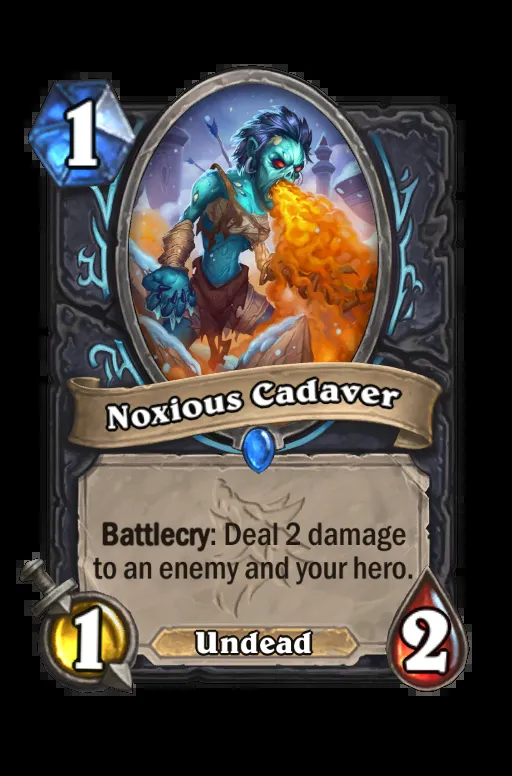 1
Noxious Cadaver
Battlecry: Deal 2 damage
to an enemy and your hero.
1
Undead
2